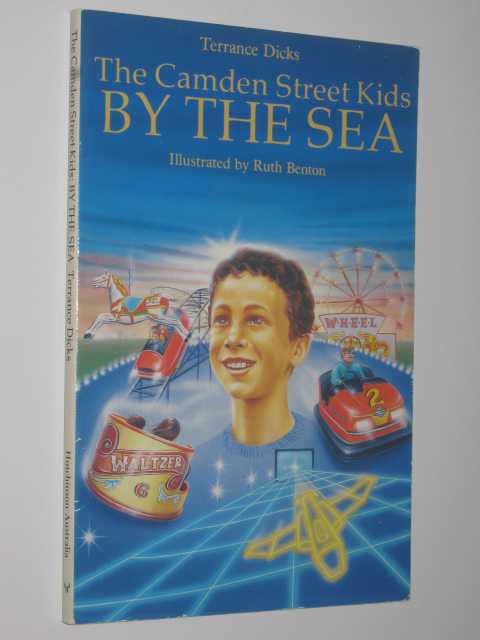 Terrance Dicks
The Camden Street Kids
BY THE SEA
Illustrated by Ruth Benton
WHEEL
2
WALTZER
6
The Camden Street Kids: BY THE SEA Terrance Dicks
Hutchinson Australia